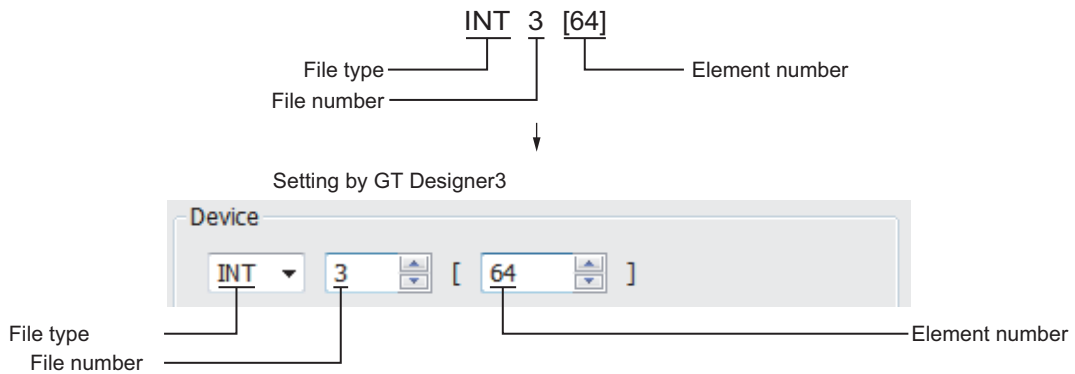 INT 3 [64]
File type
Element number
File number
Setting by GT Designer3
Device
INT 3 [ 64 ]
File type
Element number
File number